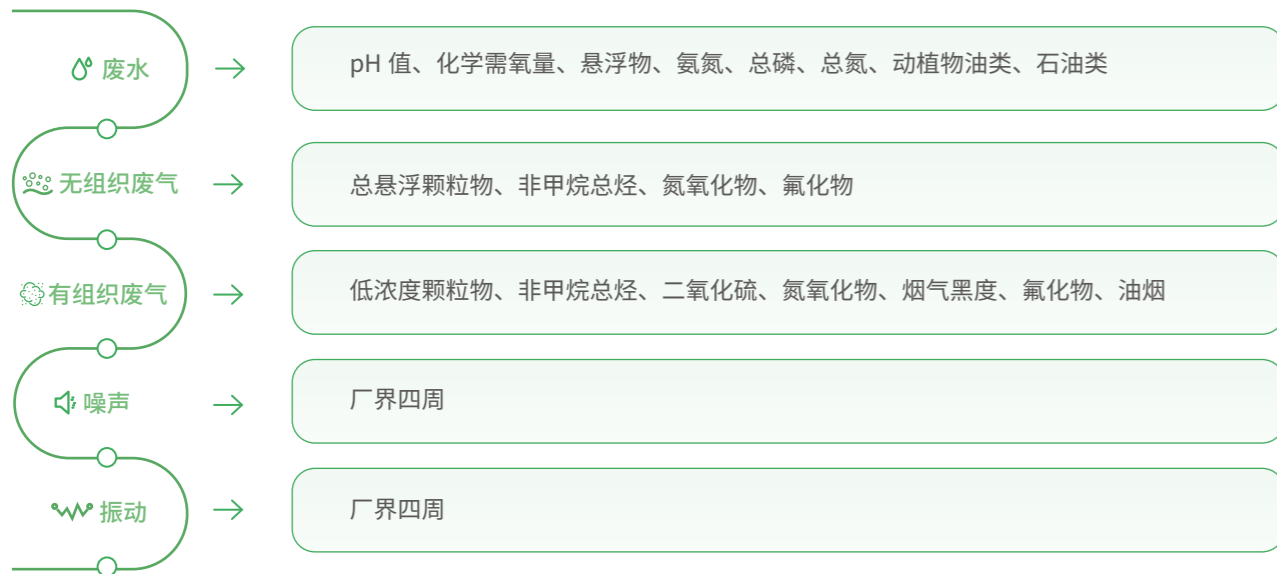 废水
pH 值、化学需氧量、悬浮物、氨氮、总磷、总氮、动植物油类、石油类
无组织废气
总悬浮颗粒物、非甲烷总烃、氮氧化物、氟化物
有组织废气
低浓度颗粒物、非甲烷总烃、二氧化硫、氮氧化物、烟气黑度、氟化物、油烟
噪声
厂界四周
振动
厂界四周